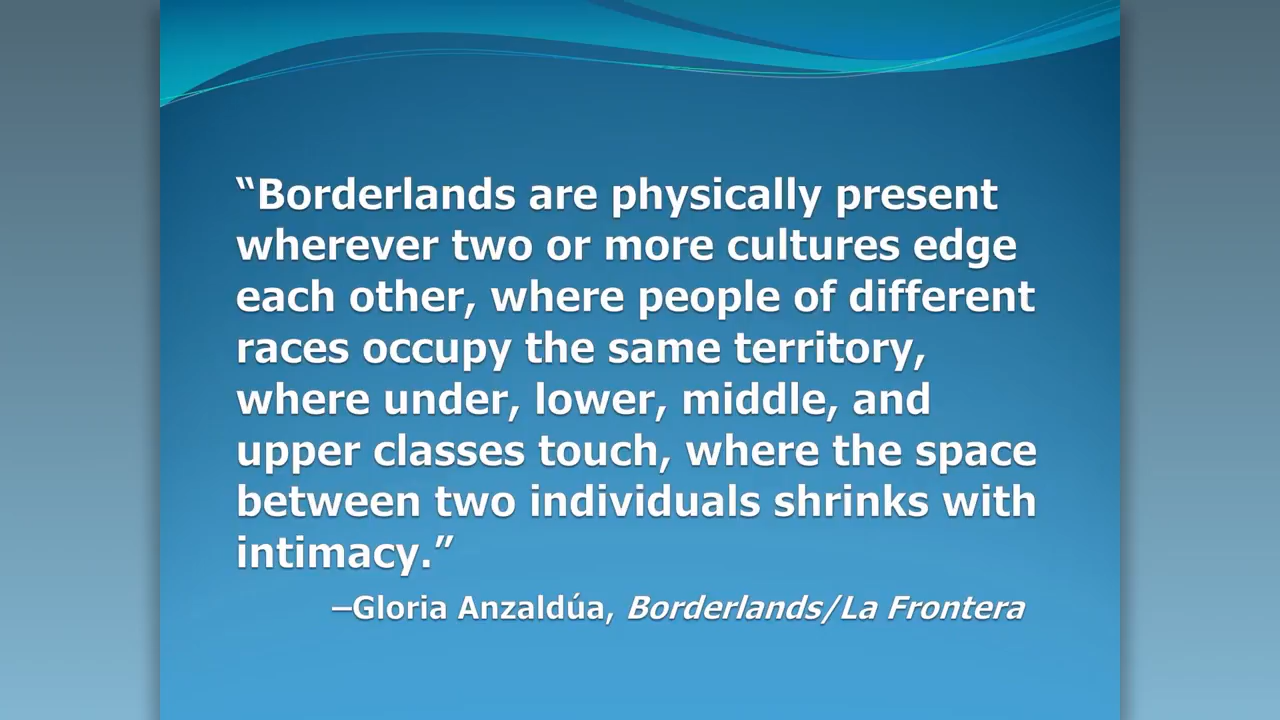 “Borderlands are physically present
wherever two or more cultures edge
each other, where people of different
races occupy the same territory,
where under, lower, middle, and
upper classes touch, where the space
between two individuals shrinks with
intimacy.”
–Gloria Anzaldúa, Borderlands/La Frontera